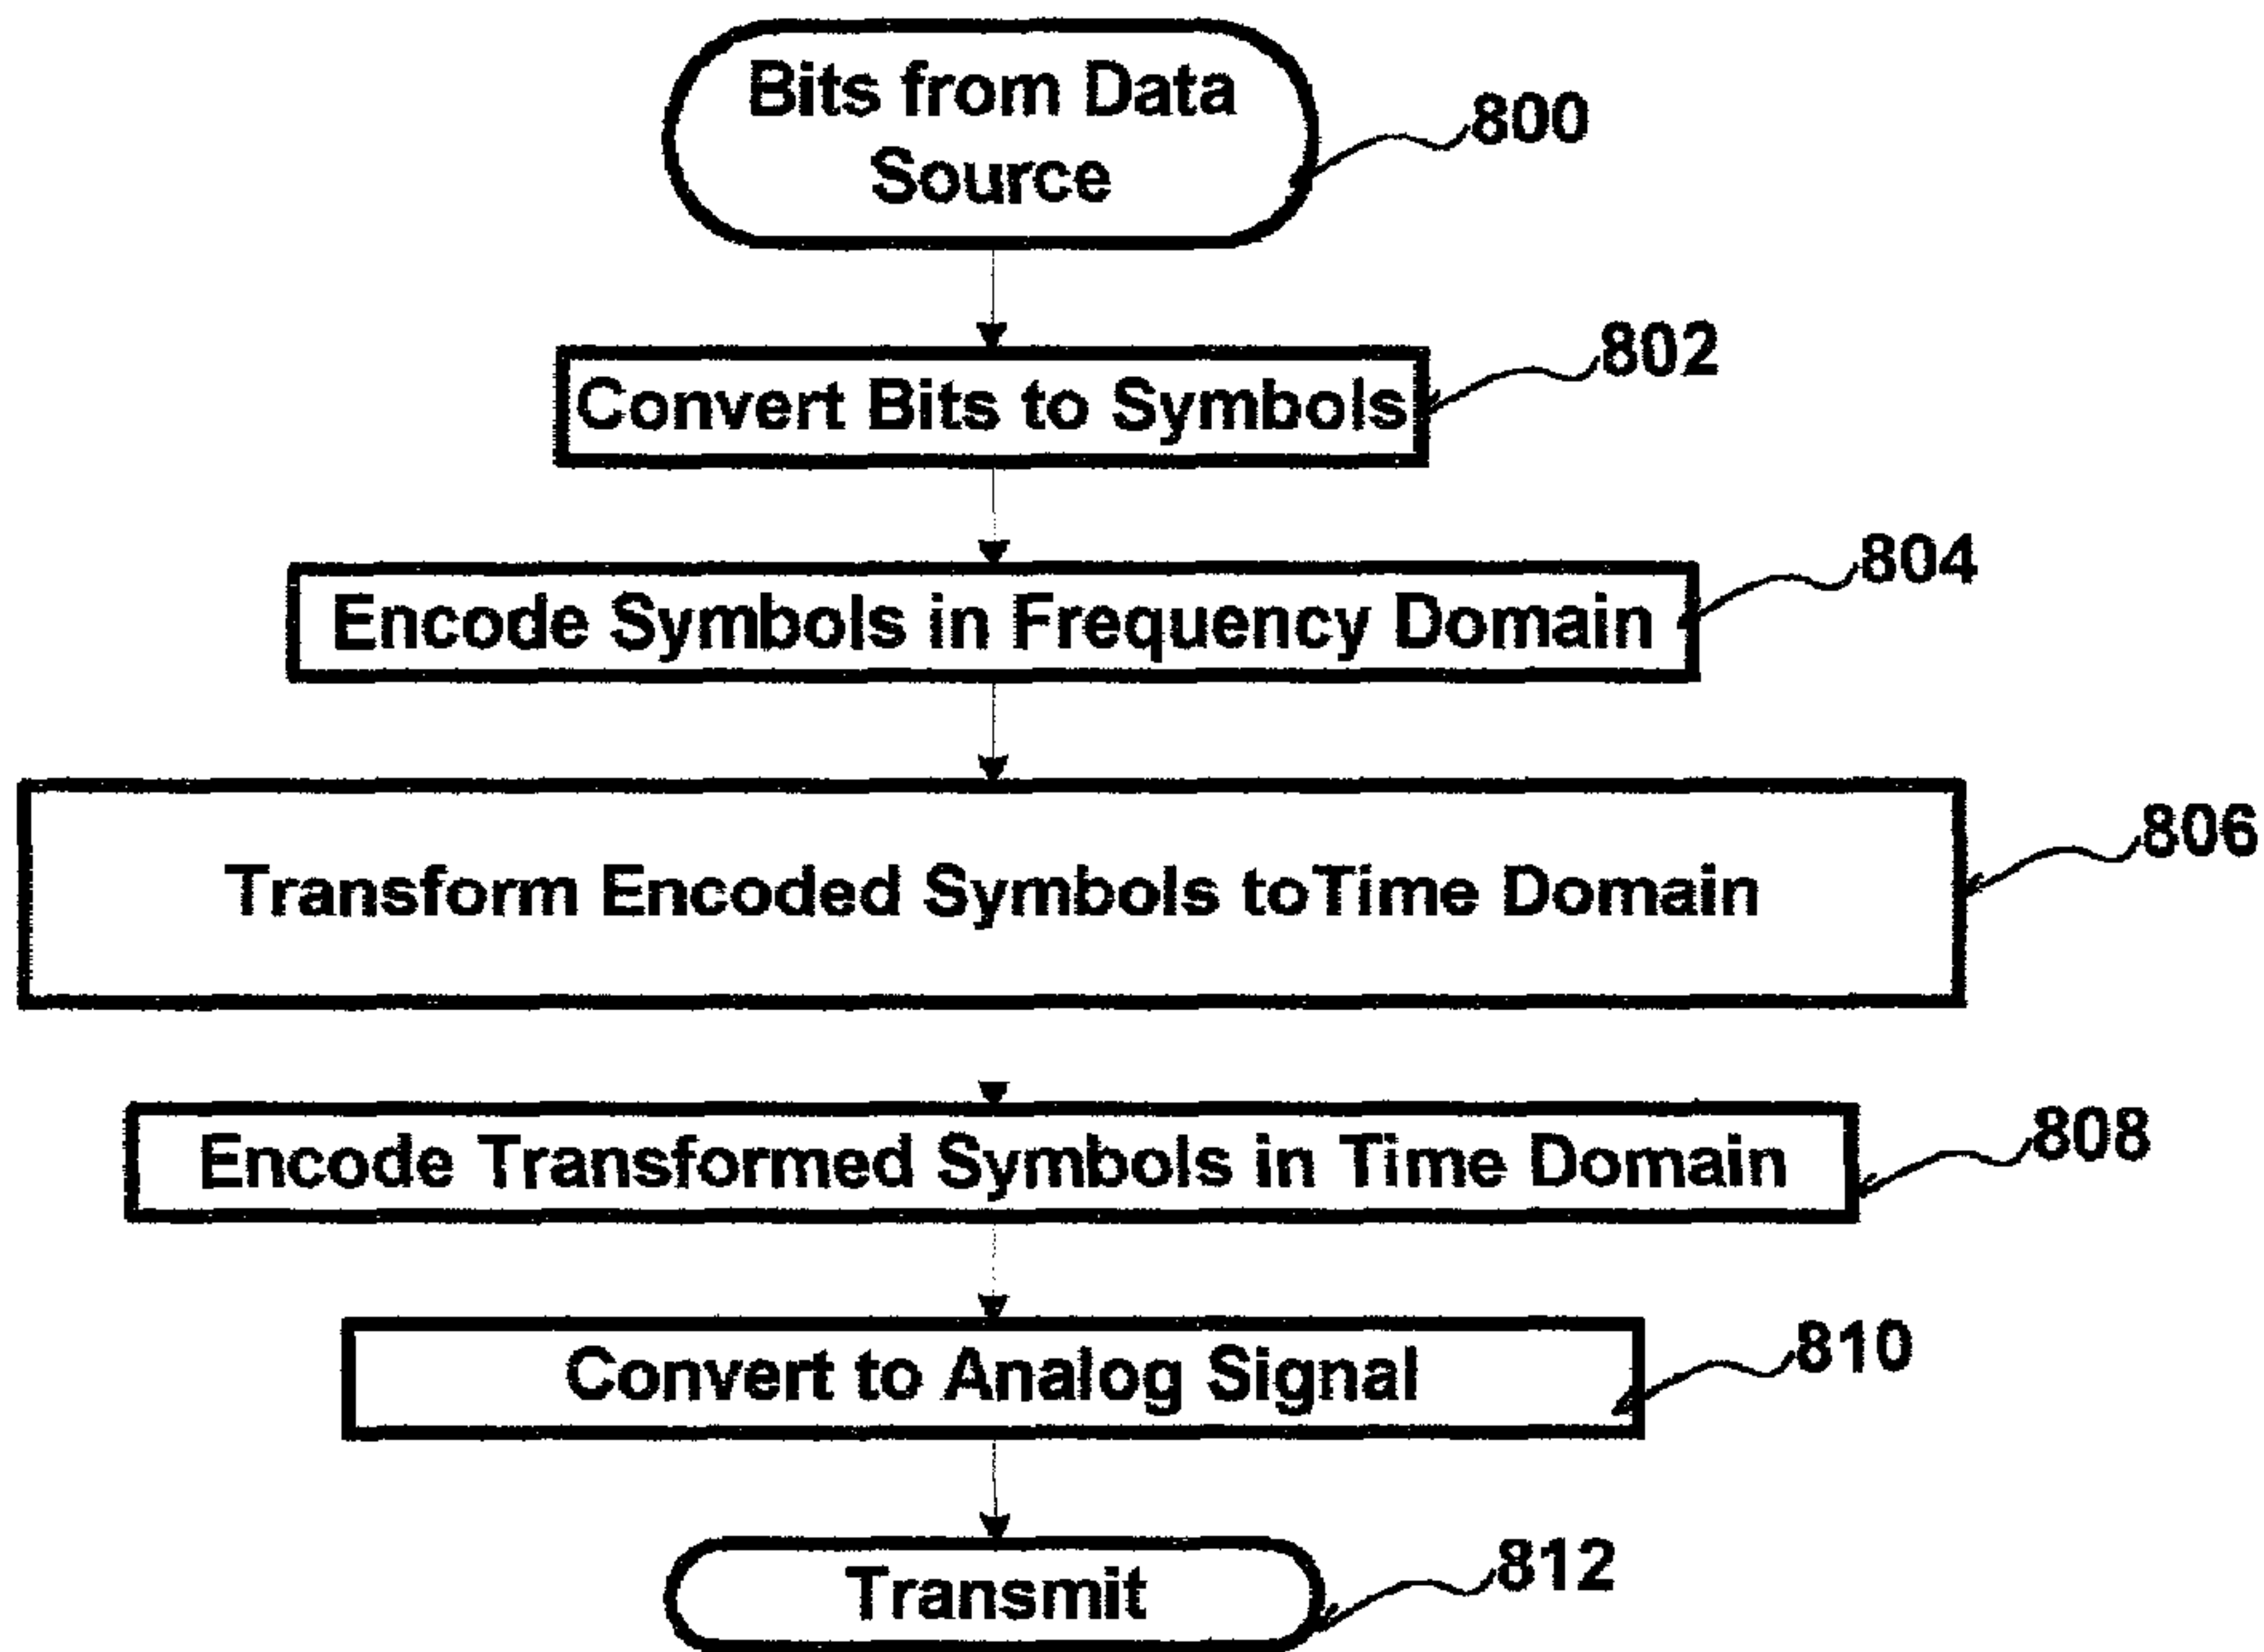 Bits from Data
Source
800
Convert Bits to Symbols
802
Encode Symbols in Frequency Domain
804
Transform Encoded Symbols toTime Domain
806
Encode Transformed Symbols in Time Domain
808
Convert to Analog Signal
810
Transmit
812